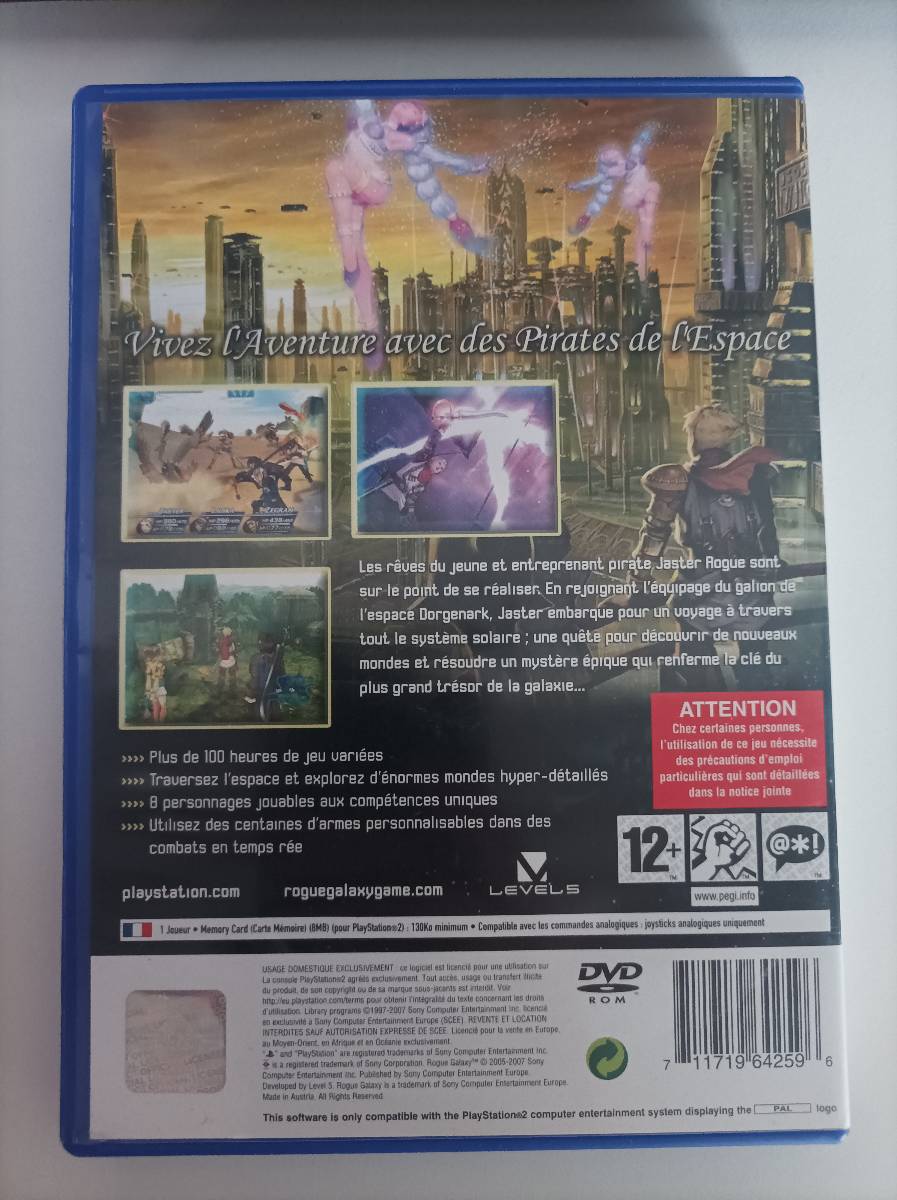 Vivez l'Aventure avec des Pirates de l'Espace
JASTER
ZEGRAM
Les rêves du jeune et entreprenant pirate Jaster Rogue sont
sur le point de se réaliser. En rejoignant l'équipage du galion de
l'espace Dorgenark, Jaster embarque pour un voyage à travers
tout le système solaire ; une quête pour découvrir de nouveaux
mondes et résoudre un mystère épique qui renferme la clé du
plus grand trésor de la galaxie...
ATTENTION
Chez certaines personnes,
l'utilisation de ce jeu nécessite
des précautions d'emploi
particulières qui sont détaillées
dans la notice jointe
»»» Plus de 100 heures de jeu variées
»»» Traversez l'espace et explorez d'énormes mondes hyper-détaillés
»»» 8 personnages jouables aux compétences uniques
»»» Utilisez des centaines d'armes personnalisables dans des
combats en temps rée
12+
@*!
www.pegi.info
playstation.com
roguegalaxygame.com
LEVEL5
1 Joueur • Memory Card (Carte Mémoire) (8MB) (pour PlayStation®2) : 130Ko minimum • Compatible avec les commandes analogiques : joysticks analogiques uniquement
USAGE DOMESTIQUE EXCLUSIVEMENT : ce logiciel est licencié pour une utilisation sur
La console PlayStation®2 agréés exclusivement. Tout accès, usage ou transfert illicite
du produit, de son copyright ou de sa marque sous-jacents est interdit. Voir
http://eu.playstation.com/terms pour obtenir l'intégralité du texte concernant les droits
d'utilisation. Library programs ©1997-2007 Sony Computer Entertainment Inc. licencié
en exclusivité à Sony Computer Entertainment Europe (SCEE). REVENTE ET LOCATION
INTERDITES SAUF AUTORISATION EXPRESSE DE SCEE. Licencié pour la vente en Europe,
au Moyen-Orient, en Afrique et en Océanie exclusivement.
" " and "PlayStation" are registered trademarks of Sony Computer Entertainment Inc.
is a registered trademark of Sony Corporation. Rogue Galaxy™ © 2005-2007 Sony
Computer Entertainment Inc. Published by Sony Computer Entertainment Europe.
Developed by Level 5. Rogue Galaxy is a trademark of Sony Computer Entertainment Europe.
Made in Austria. All Rights Reserved.
DVD
ROM
7 11719 64259 6
This software is only compatible with the PlayStation®2 computer entertainment system displaying the PAL logo